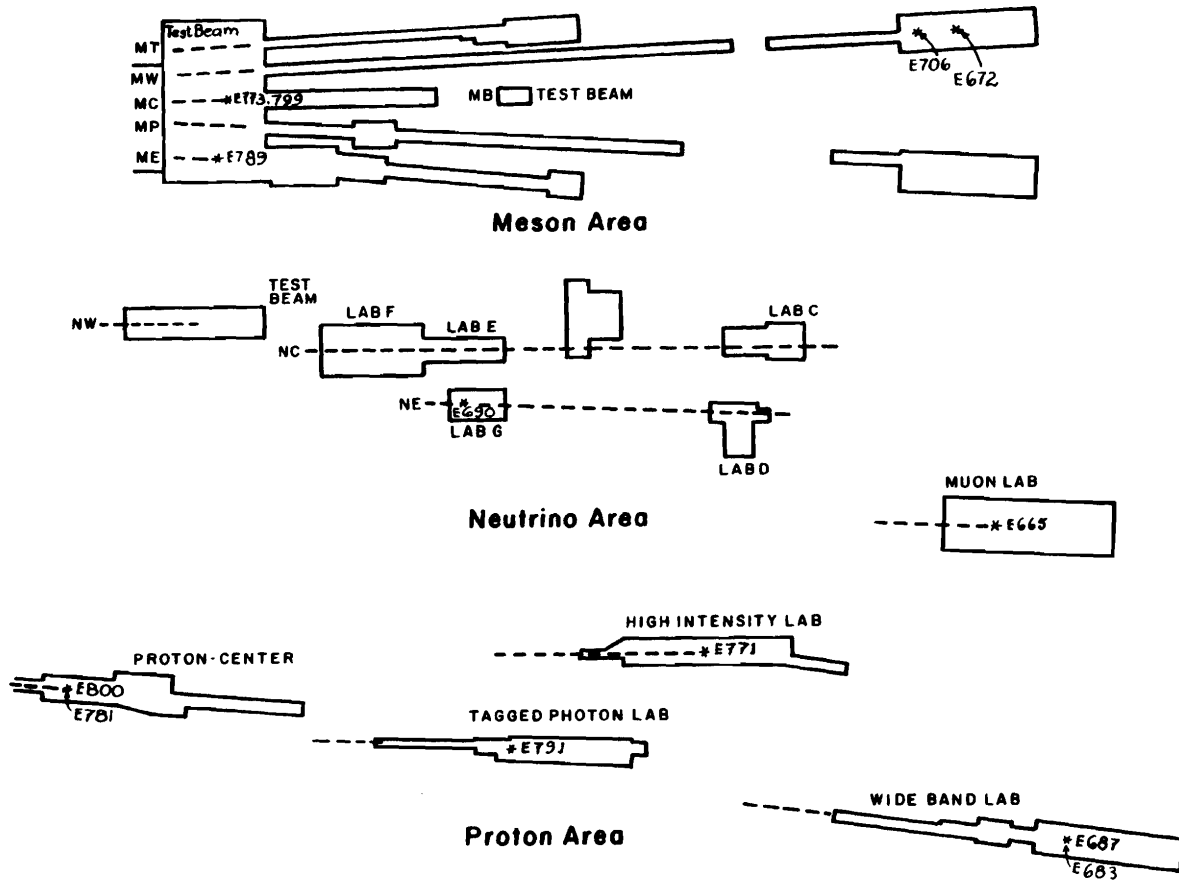 Test Beam
MT
MW
MC
MP
ME
*E773.799
*E789
MB
TEST BEAM
E706
E672
Meson Area
NW
TEST
BEAM
LAB F
LAB E
LAB C
NC
NE
E690
LAB G
LAB D
MUON LAB
*E665
Neutrino Area
HIGH INTENSITY LAB
*E771
PROTON-CENTER
*E800
E781
TAGGED PHOTON LAB
*E791
WIDE BAND LAB
*E687
E683
Proton Area